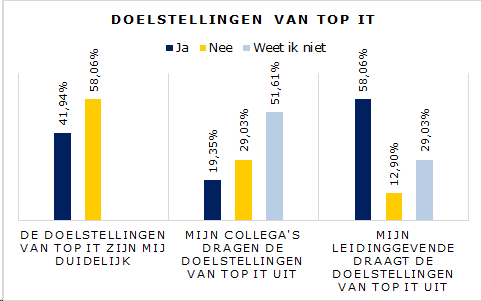 DOELSTELLINGEN VAN TOP IT
Ja Nee Weet ik niet
41,94%
58,06%
19,35%
29,03%
51,61%
58,06%
12,90%
29,03%
DE DOELSTELLINGEN
VAN TOP IT ZIJN MIJ
DUIDELIJK
MIJN COLLEGA'S
DRAGEN DE
DOELSTELLINGEN
VAN TOP IT UIT
MIJN
LEIDINGGEVENDE
DRAAGT DE
DOELSTELLINGEN
VAN TOP IT UIT